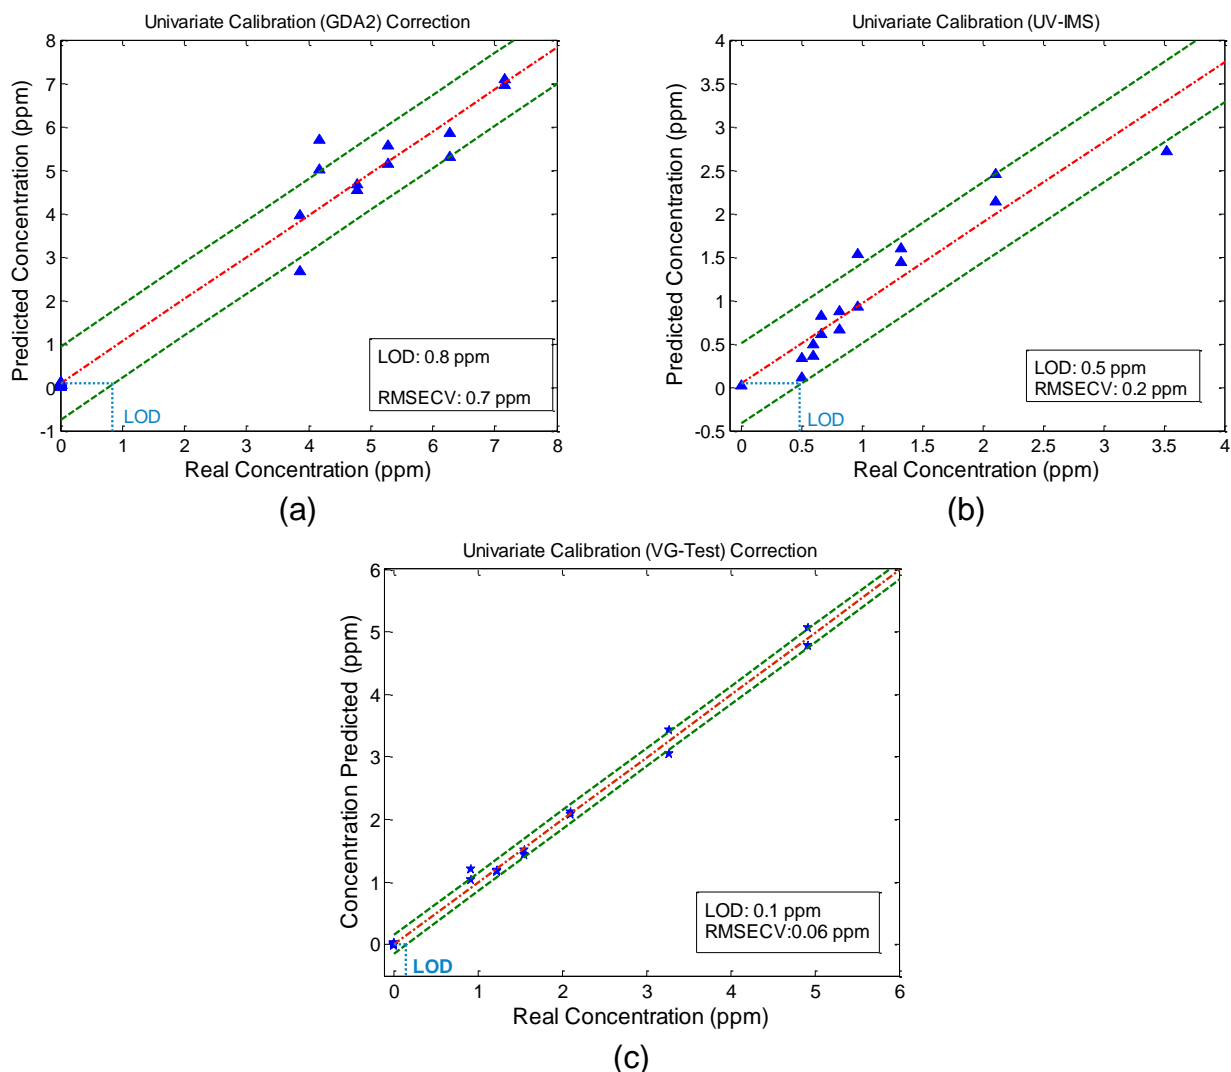 Univariate Calibration (GDA2) Correction
8
7
6
5
4
3
2
1
0
-1
Predicted Concentration (ppm)
LOD: 0.8 ppm
RMSECV: 0.7 ppm
LOD
0 1 2 3 4 5 6 7 8
Real Concentration (ppm)
(a)
Univariate Calibration (UV-IMS)
4
3.5
3
2.5
2
1.5
1
0.5
0
-0.5
Predicted Concentration (ppm)
LOD: 0.5 ppm
RMSECV: 0.2 ppm
LOD
0 0.5 1 1.5 2 2.5 3 3.5 4
Real Concentration (ppm)
(b)
Univariate Calibration (VG-Test) Correction
6
5
4
3
2
1
0
Concentration Predicted (ppm)
LOD: 0.1 ppm
RMSECV:0.06 ppm
LOD
0 1 2 3 4 5 6
Real Concentration (ppm)
(c)